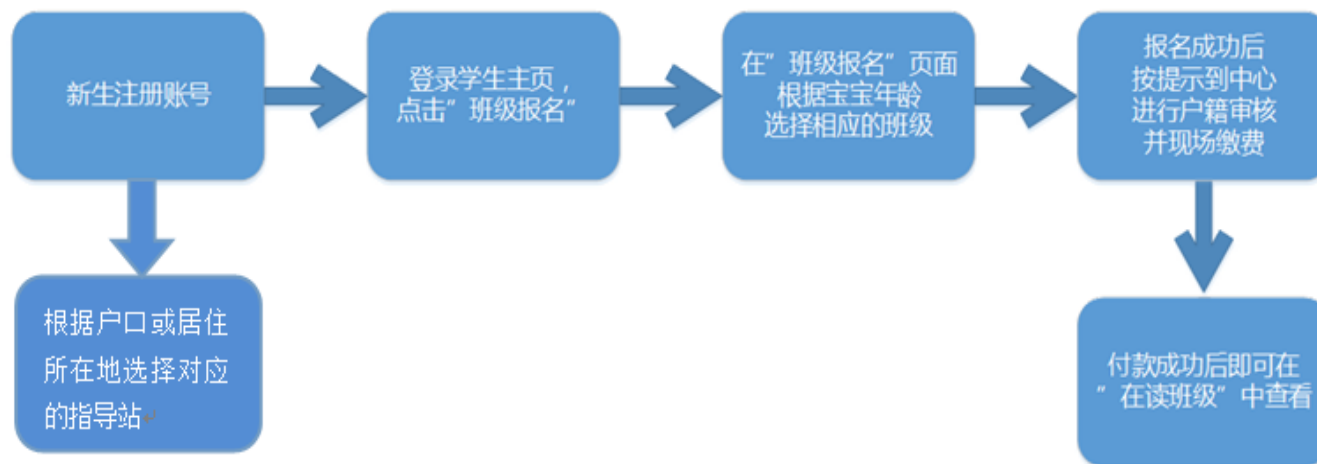 新生注册账号
登录学生主页，
点击”班级报名”
在”班级报名”页面
根据宝宝年龄
选择相应的班级
报名成功后
按提示到中心
进行户籍审核
并现场缴费
根据户口或居住
所在地选择对应
的指导站
付款成功后即可在
”在读班级”中查看